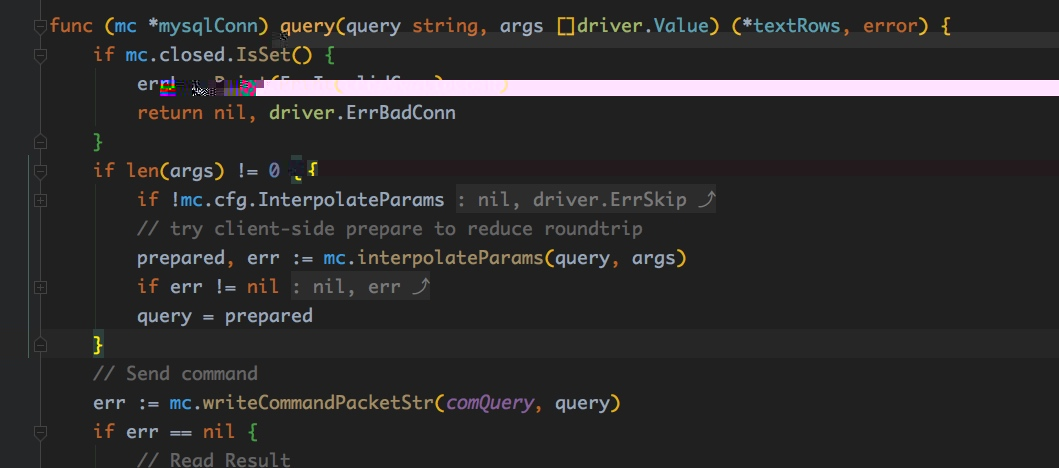 func (mc *mysqlConn) query(query string, args []driver.Value) (*textRows, error) {
if mc.closed.IsSet() {
return nil, driver.ErrBadConn
}
if len(args) != 0 {
if !mc.cfg.InterpolateParams : nil, driver.ErrSkip ⤴
// try client-side prepare to reduce roundtrip
prepared, err := mc.interpolateParams(query, args)
if err != nil : nil, err ⤴
query = prepared
}
// Send command
err := mc.writeCommandPacketStr(comQuery, query)
if err == nil {
// Read Result